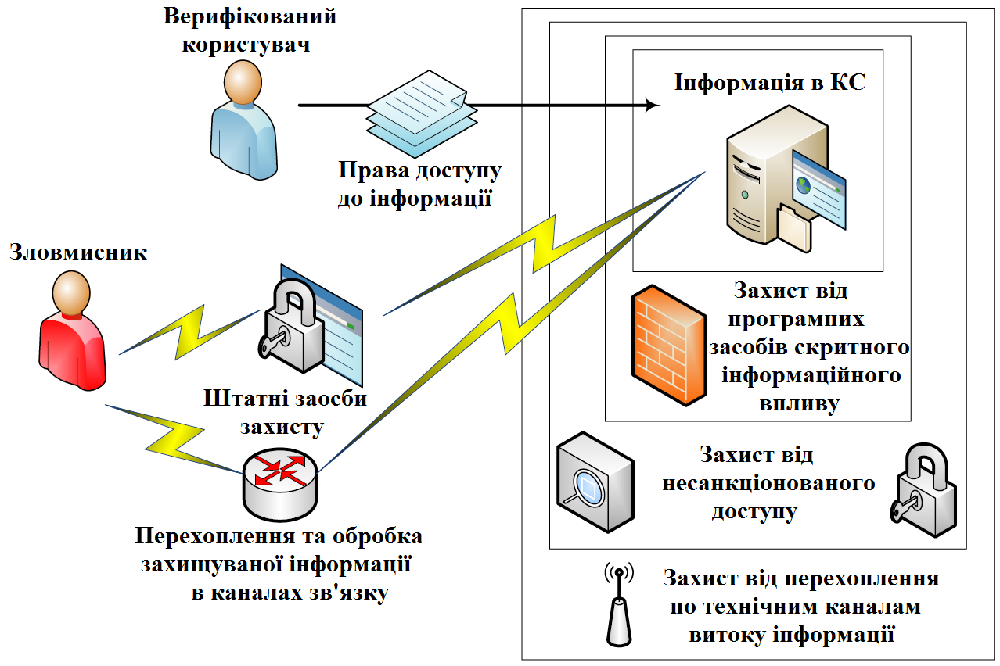 Верифікований
користувач
Інформація в КС
Права доступу
до інформації
Зловмисник
Штатні заосби
захисту
Перехоплення та обробка
захищуваної інформації
в каналах зв'язку
Захист від
програмних
засобів скритного
інформаційного
впливу
Захист від
несанкціонованого
доступу
Захист від перехоплення
по технічним каналам
витоку інформації